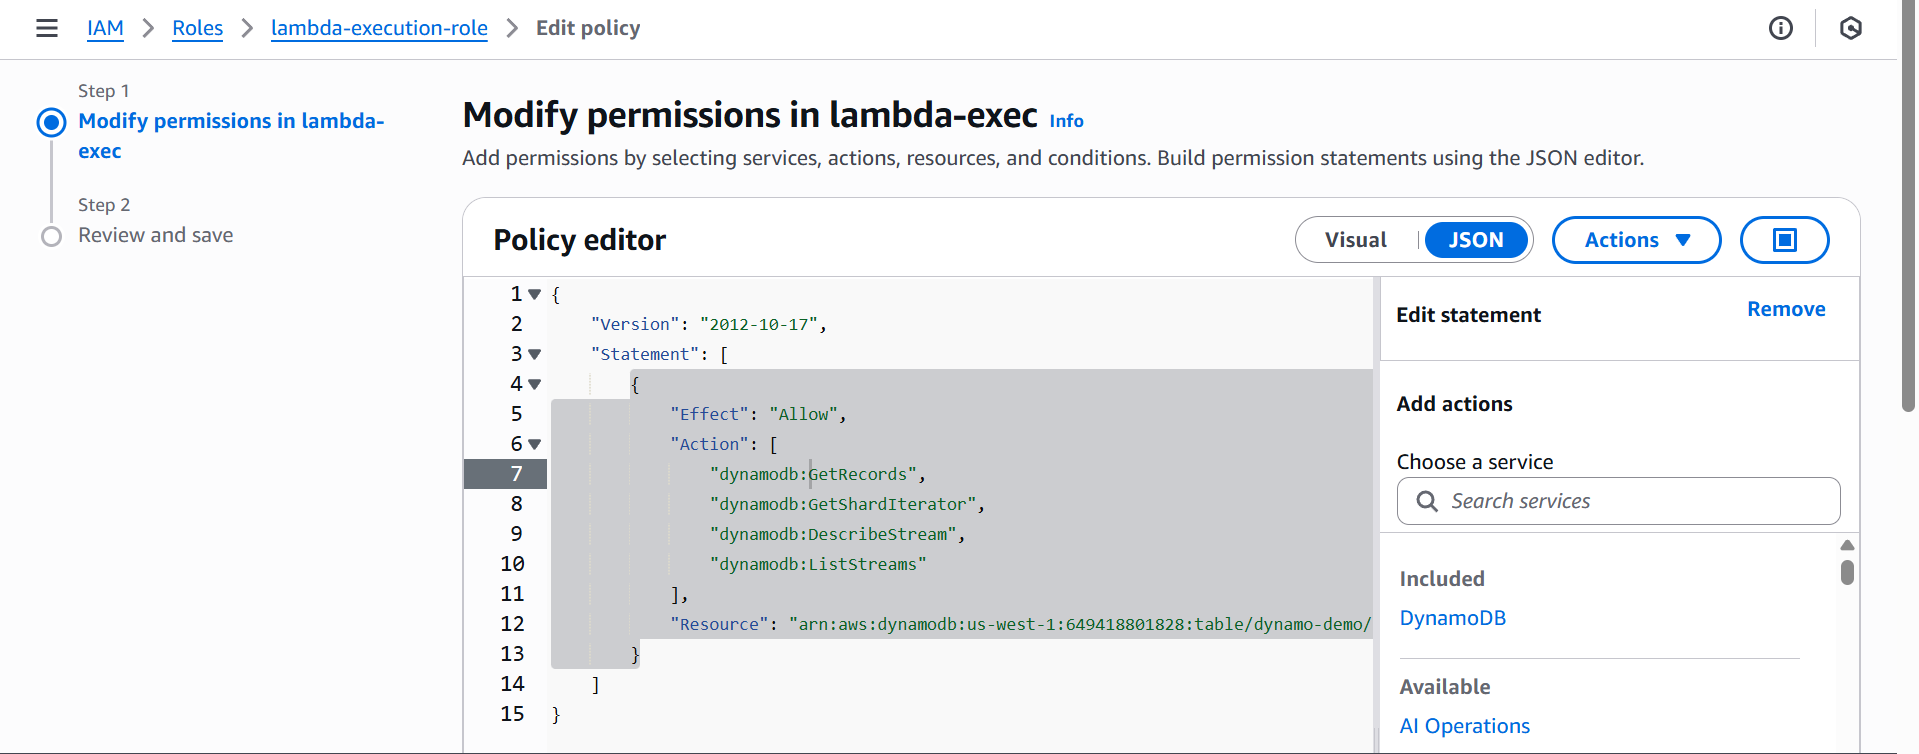 IAM > Roles > lambda-execution-role > Edit policy
Step 1
Modify permissions in lambda-
exec
Step 2
Review and save
Modify permissions in lambda-exec Info
Add permissions by selecting services, actions, resources, and conditions. Build permission statements using the JSON editor.
Policy editor
Visual | JSON
Actions
1 {
2 "Version": "2012-10-17",
3 "Statement": [
4 {
5 "Effect": "Allow",
6 "Action": [
7 "dynamodb:GetRecords",
8 "dynamodb:GetShardIterator",
9 "dynamodb:DescribeStream",
10 "dynamodb:ListStreams"
11 ],
12 "Resource": "arn:aws:dynamodb:us-west-1:649418801828:table/dynamo-demo/
13 }
14 ]
15 }
Edit statement
Remove
Add actions
Choose a service
Search services
Included
DynamoDB
Available
AI Operations